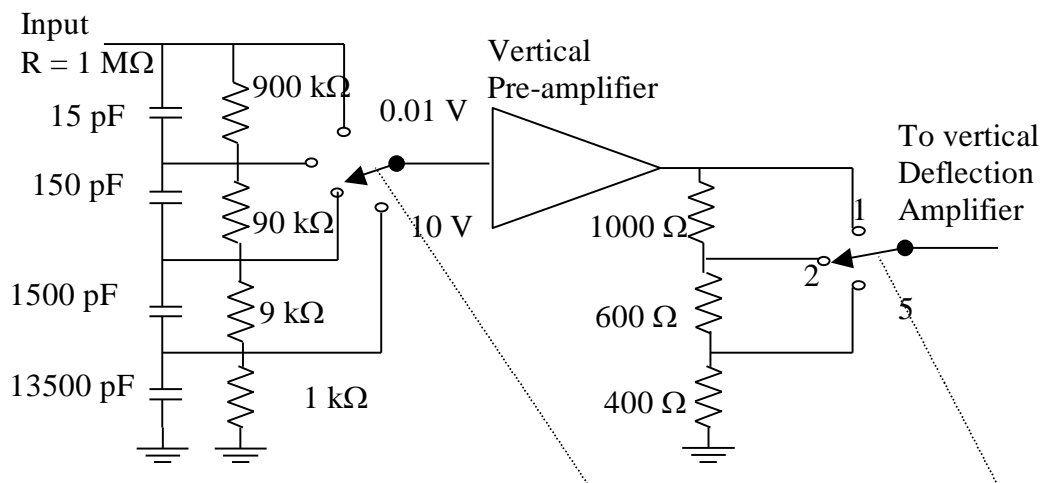 Input
R = 1 MΩ
Vertical
Pre-amplifier
900 kΩ
15 pF
0.01 V
To vertical
Deflection
Amplifier
150 pF
90 kΩ
10 V
1000 Ω
1
2
1500 pF
9 kΩ
600 Ω
5
13500 pF
1 kΩ
400 Ω